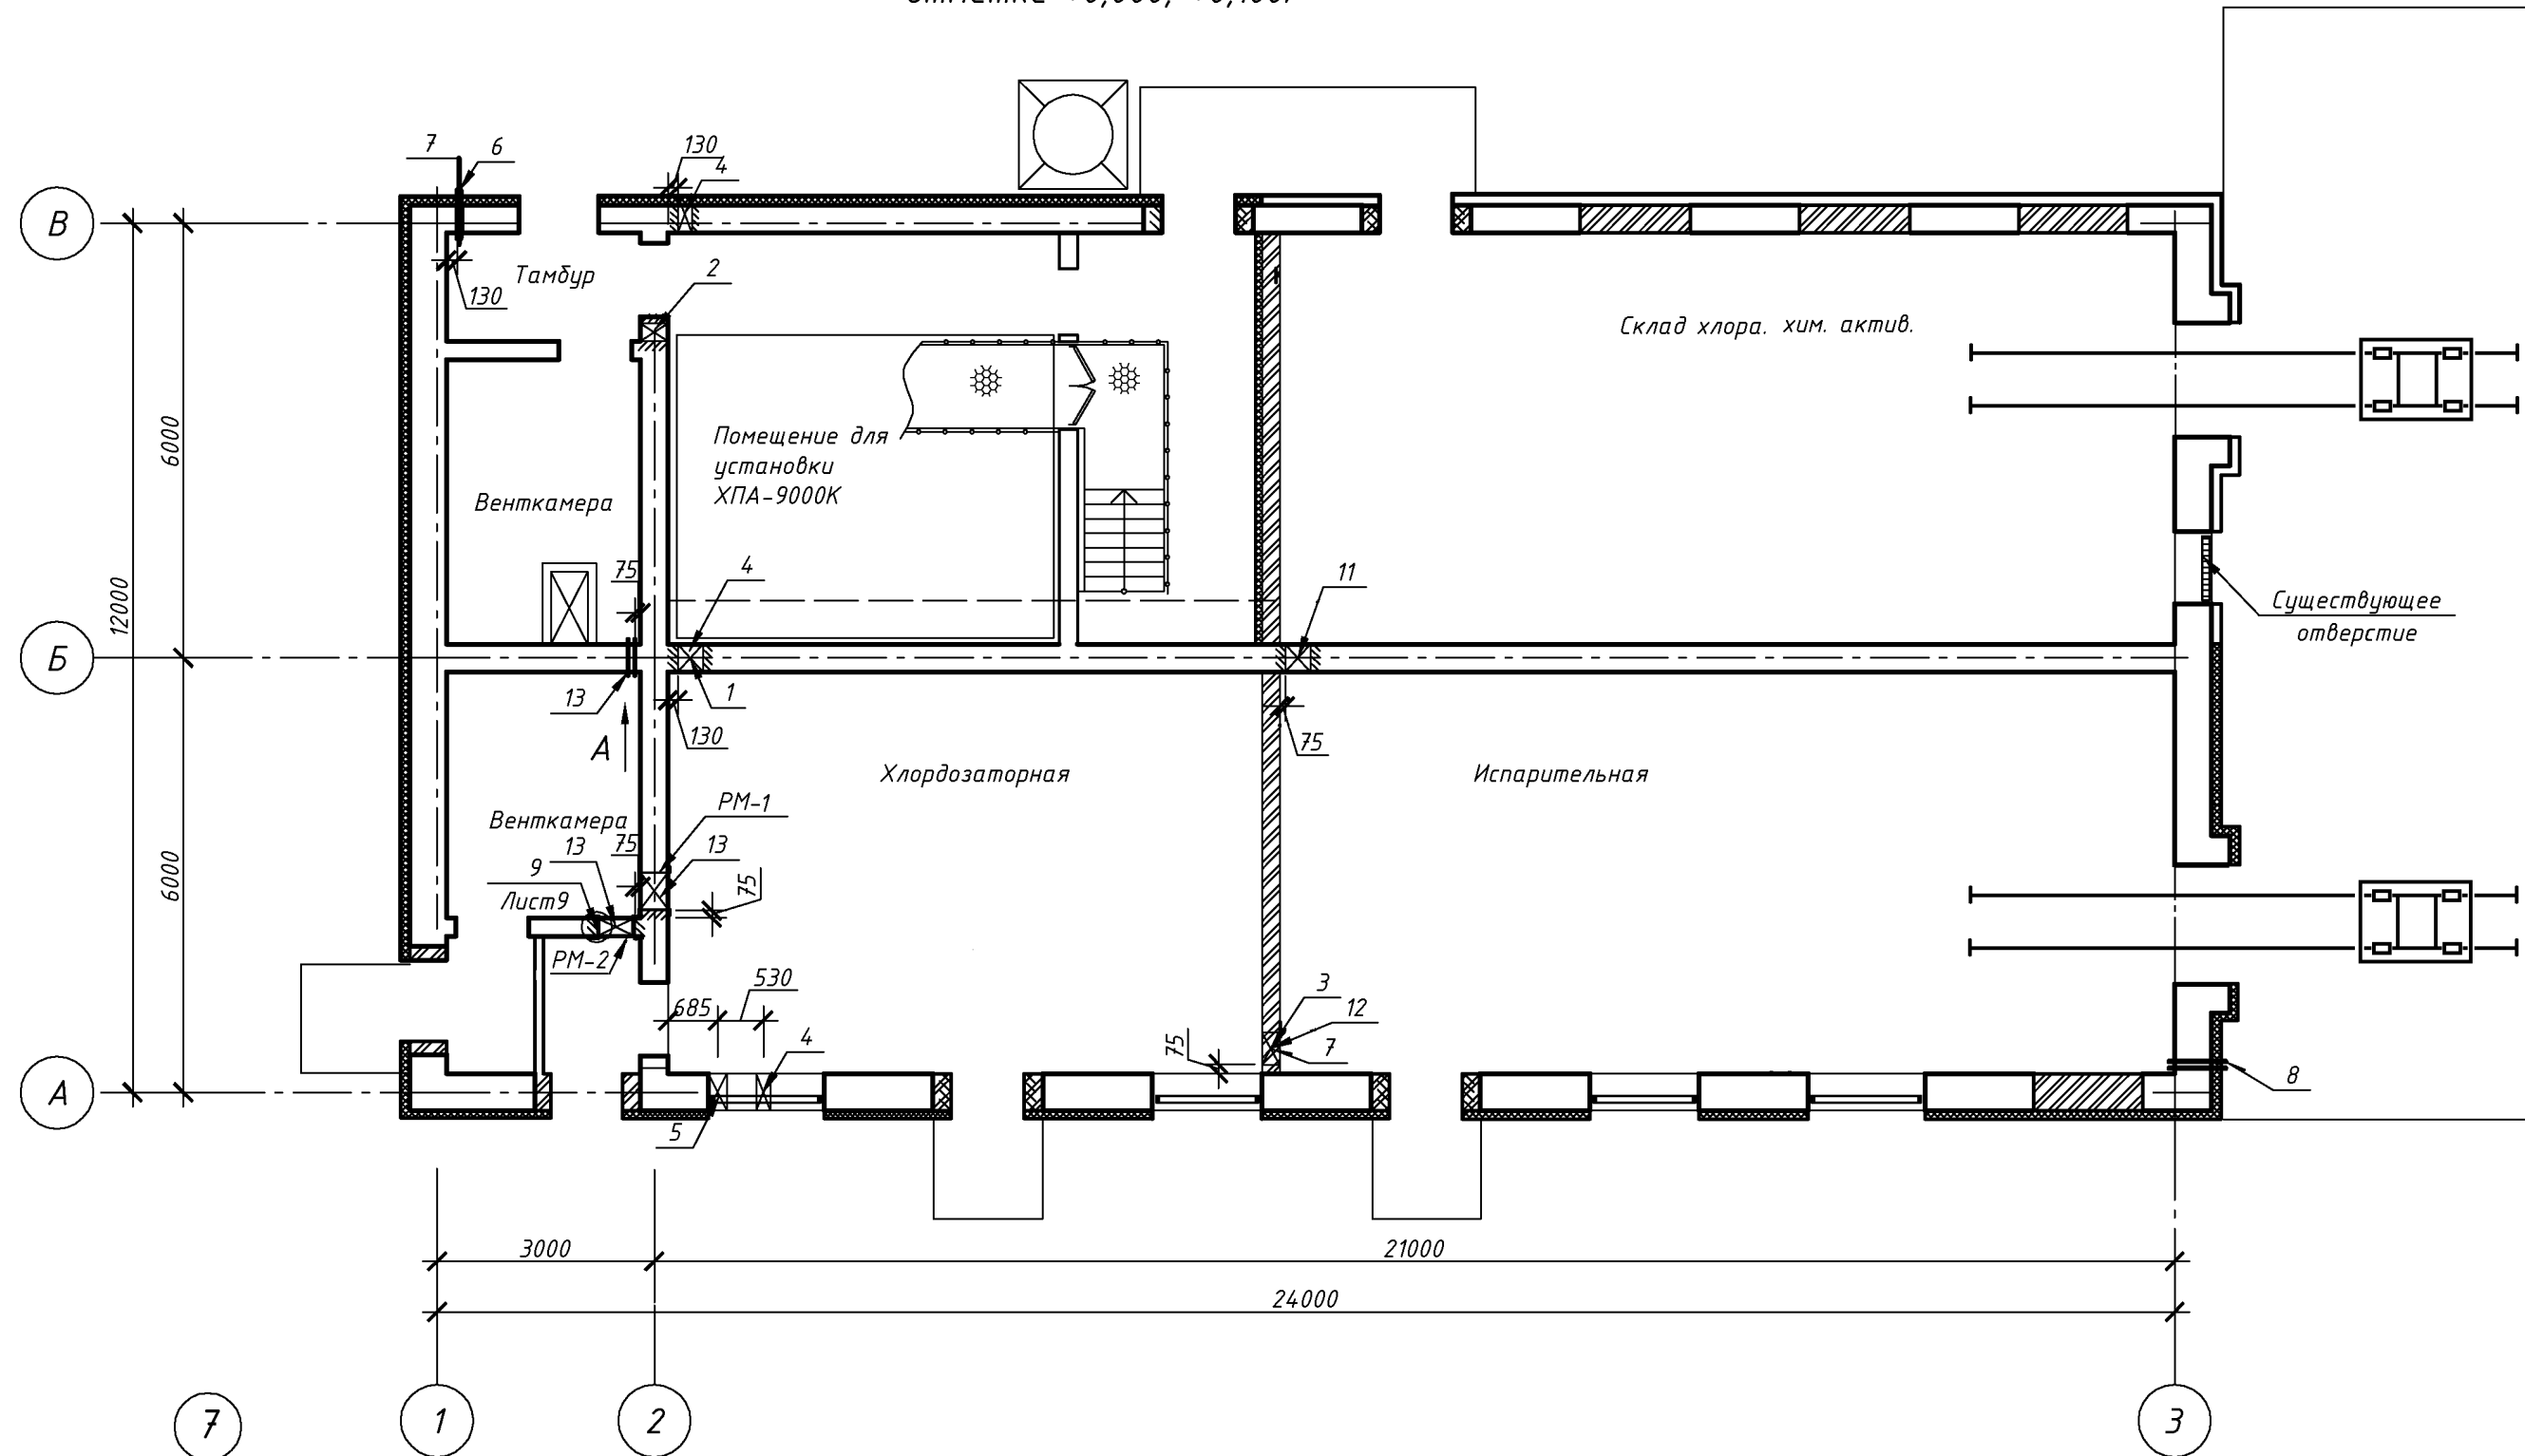 7
6
130
4
В
Тамбур
2
130
Склад хлора. хим. актив.
6000
Помещение для
установки
ХПА-9000К
Венткамера
75
4
11
12000
Существующее
отверстие
Б
13
1
130
А
75
Хлордозаторная
Испарительная
РМ-1
Венткамера
13
75
13
9
75
6000
Лист9
РМ-2
530
685
3
12
4
75
7
А
8
5
3000
21000
24000
7
1
2
3